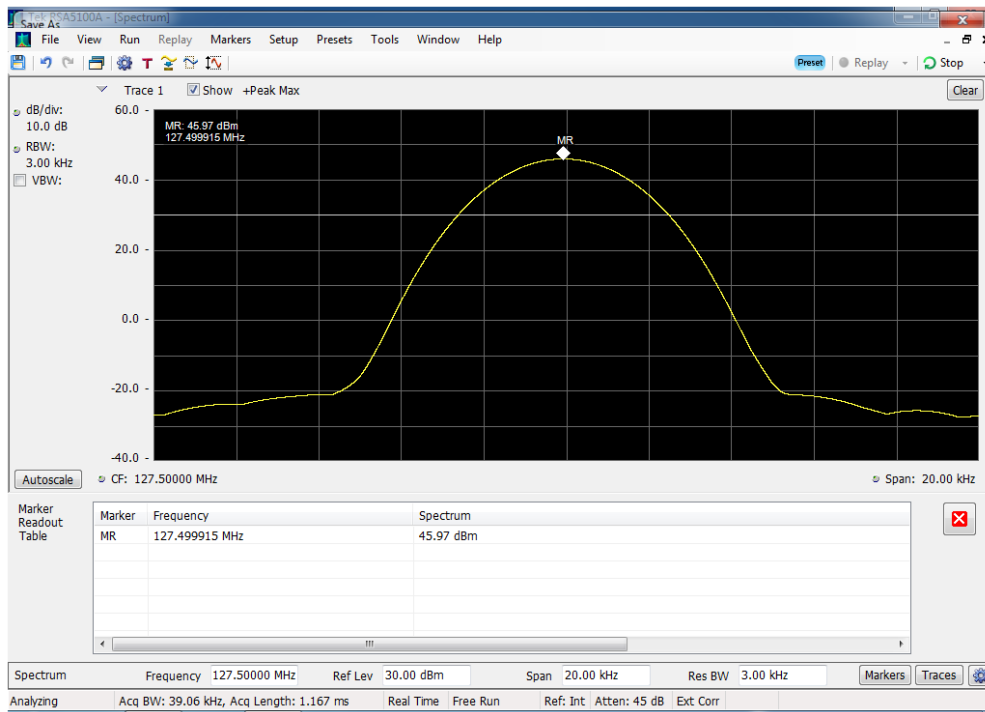 Tek RSA5100A - [Spectrum]
Save As
File View Run Replay Markers Setup Presets Tools Window Help
T Preset Replay Stop
Trace 1 Show +Peak Max Clear
dB/div:
10.0 dB
RBW:
3.00 kHz
VBW:
60.0
40.0
20.0
0.0
-20.0
-40.0
MR: 45.97 dBm
127.499915 MHz
MR
Autoscale CF: 127.50000 MHz Span: 20.00 kHz
Marker
Readout
Table
Marker Frequency Spectrum
MR 127.499915 MHz 45.97 dBm
Spectrum Frequency 127.50000 MHz Ref Lev 30.00 dBm Span 20.00 kHz Res BW 3.00 kHz Markers Traces
Analyzing Acq BW: 39.06 kHz, Acq Length: 1.167 ms Real Time Free Run Ref: Int Atten: 45 dB Ext Corr